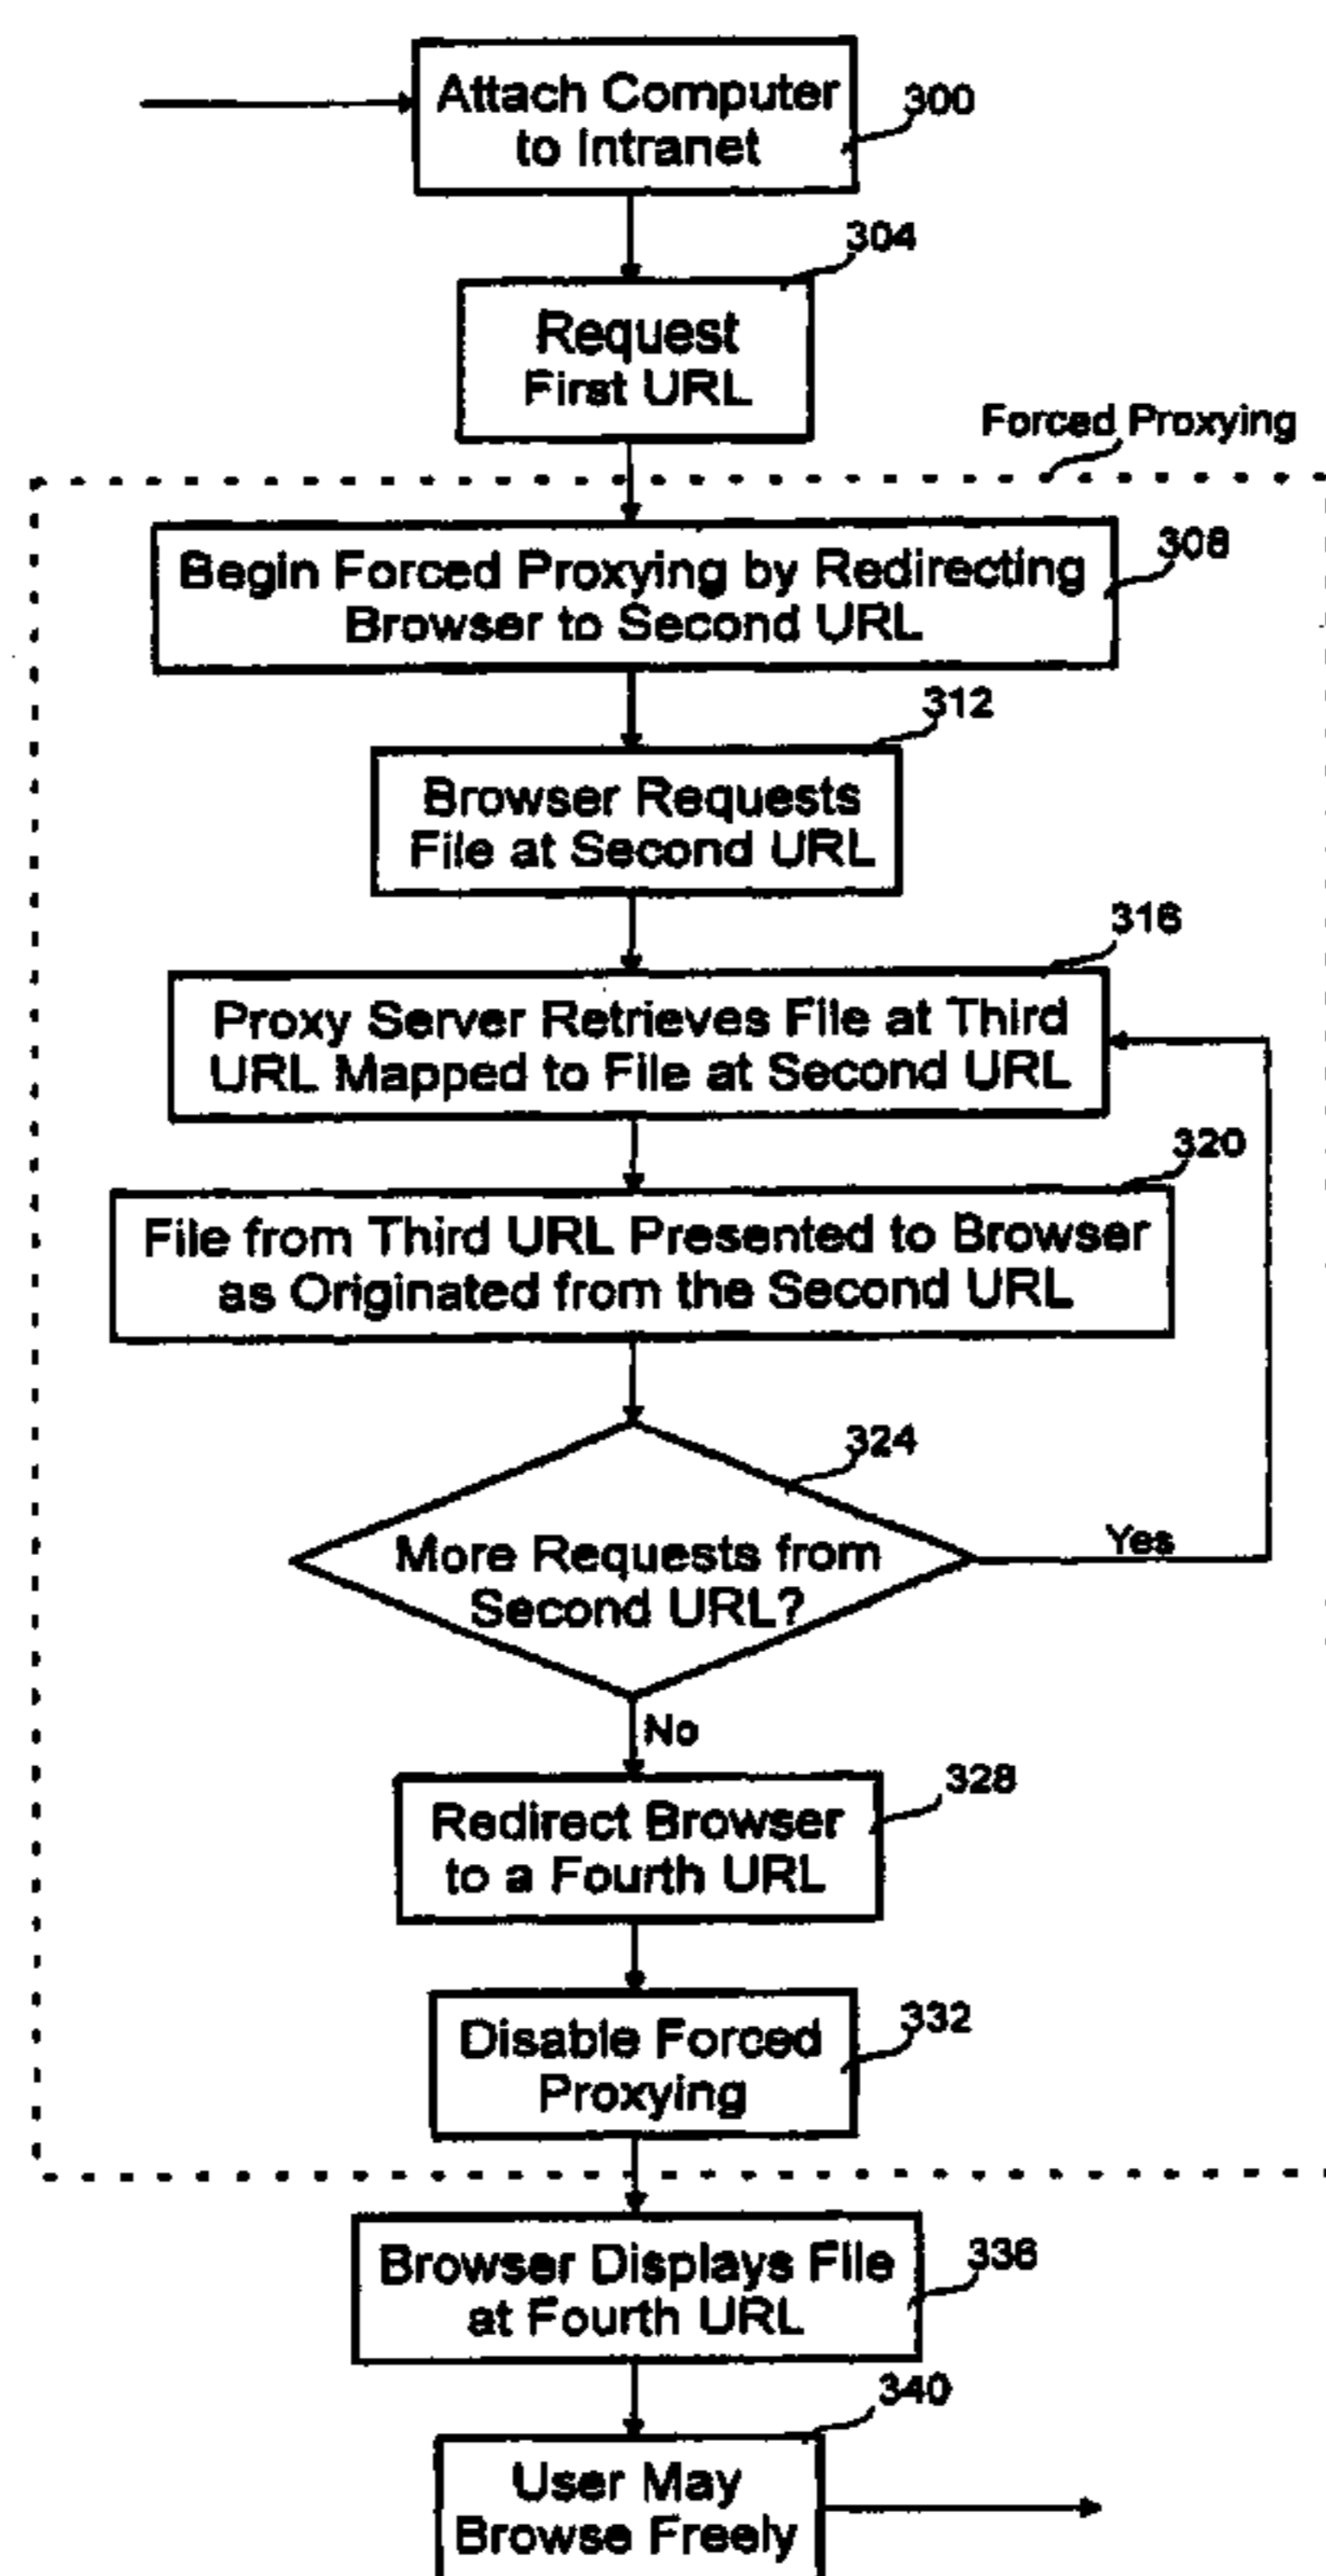 Attach Computer
to Intranet
300
304
Request
First URL
Forced Proxying
308
Begin Forced Proxying by Redirecting
Browser to Second URL
312
Browser Requests
File at Second URL
316
Proxy Server Retrieves File at Third
URL Mapped to File at Second URL
320
File from Third URL Presented to Browser
as Originated from the Second URL
324
More Requests from
Second URL?
Yes
No
328
Redirect Browser
to a Fourth URL
332
Disable Forced
Proxying
336
Browser Displays File
at Fourth URL
340
User May
Browse Freely